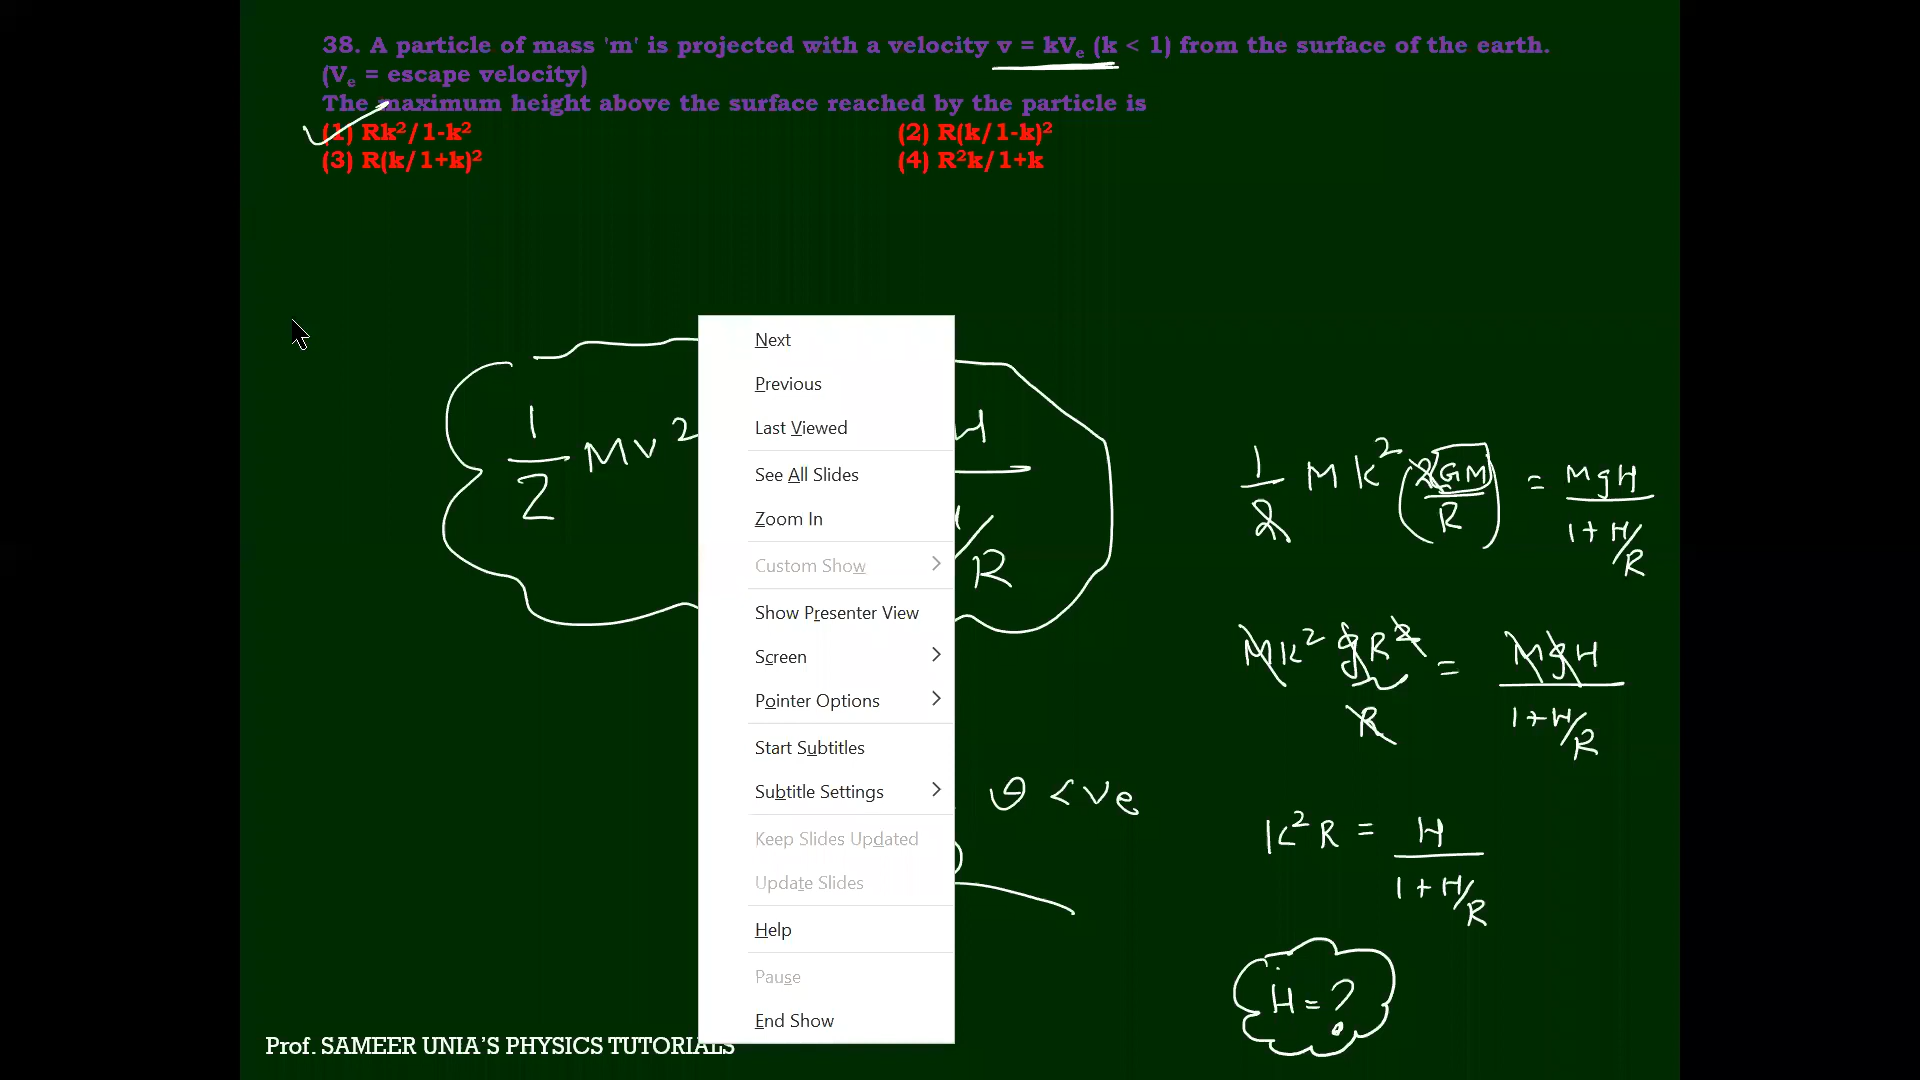 38. A particle of mass 'm' is projected with a velocity v = kVe (k < 1) from the surface of the earth.
(Ve = escape velocity)
The maximum height above the surface reached by the particle is
(1) Rk²/1-k² (2) R(k/1-k)²
(3) R(k/1+k)² (4) R²k/1+k
Next
Previous
Last Viewed
See All Slides
Zoom In
Custom Show
Show Presenter View
Screen
Pointer Options
Start Subtitles
Subtitle Settings
Keep Slides Updated
Update Slides
Help
Pause
End Show
1/2 Mv²
H
/R
v < ve
1/2 M K² (2GM/R) = MgH/(1 + H/R)
MK² gR²/R = MgH/(1+H/R)
K²R = H/(1 + H/R)
H = ?
Prof. SAMEER UNIA'S PHYSICS TUTORIALS